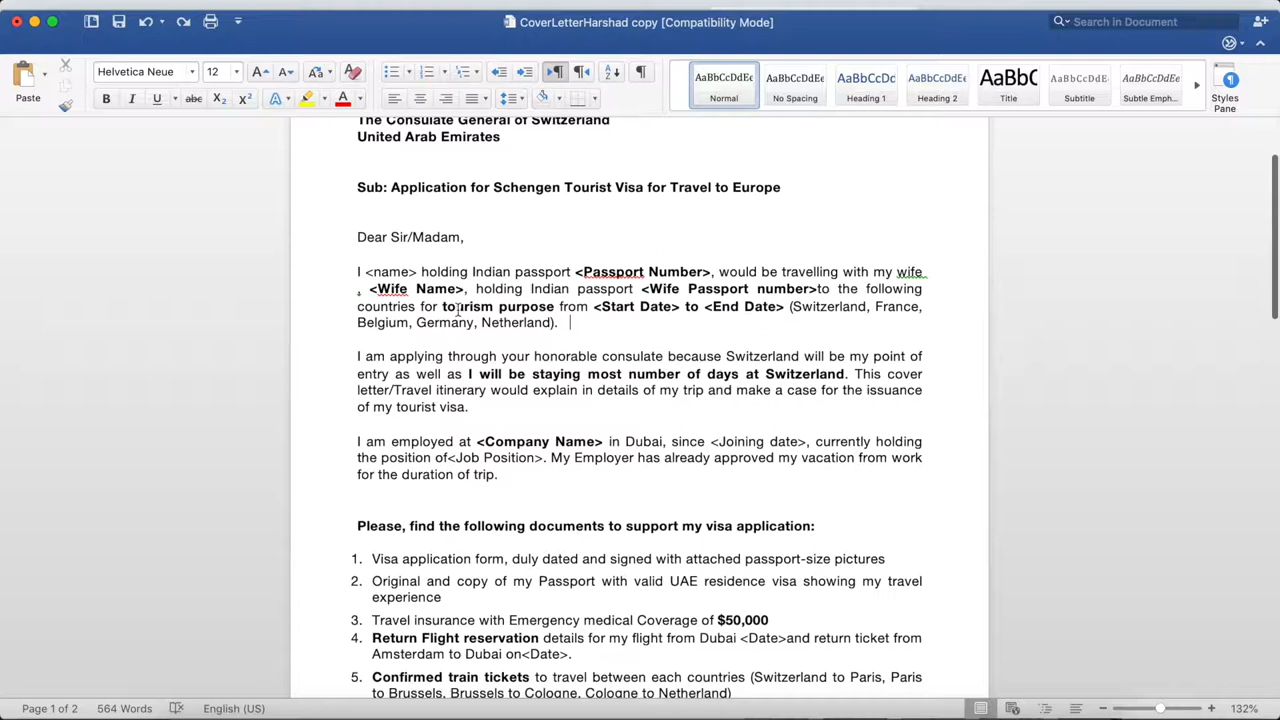 CoverLetterHarshad copy [Compatibility Mode]
Search in Document
Paste
Helvetica Neue
12
AaBbCcDdEe
Normal
AaBbCcDdEe
No Spacing
AaBbCcDc
Heading 1
AaBbCcDdEe
Heading 2
AaBbC
Title
AaBbCcDdEe
Subtitle
AaBbCcDdEe
Subtle Emph...
Styles
Pane
The Consulate General of Switzerland
United Arab Emirates
Sub: Application for Schengen Tourist Visa for Travel to Europe
Dear Sir/Madam,
I <name> holding Indian passport <Passport Number>, would be travelling with my wife
, <Wife Name>, holding Indian passport <Wife Passport number>to the following
countries for tourism purpose from <Start Date> to <End Date> (Switzerland, France,
Belgium, Germany, Netherland).
I am applying through your honorable consulate because Switzerland will be my point of
entry as well as I will be staying most number of days at Switzerland. This cover
letter/Travel itinerary would explain in details of my trip and make a case for the issuance
of my tourist visa.
I am employed at <Company Name> in Dubai, since <Joining date>, currently holding
the position of<Job Position>. My Employer has already approved my vacation from work
for the duration of trip.
Please, find the following documents to support my visa application:
1. Visa application form, duly dated and signed with attached passport-size pictures
2. Original and copy of my Passport with valid UAE residence visa showing my travel
experience
3. Travel insurance with Emergency medical Coverage of $50,000
4. Return Flight reservation details for my flight from Dubai <Date>and return ticket from
Amsterdam to Dubai on<Date>.
5. Confirmed train tickets to travel between each countries (Switzerland to Paris, Paris
to Brussels, Brussels to Cologne, Cologne to Netherland)
Page 1 of 2
564 Words
English (US)
132%